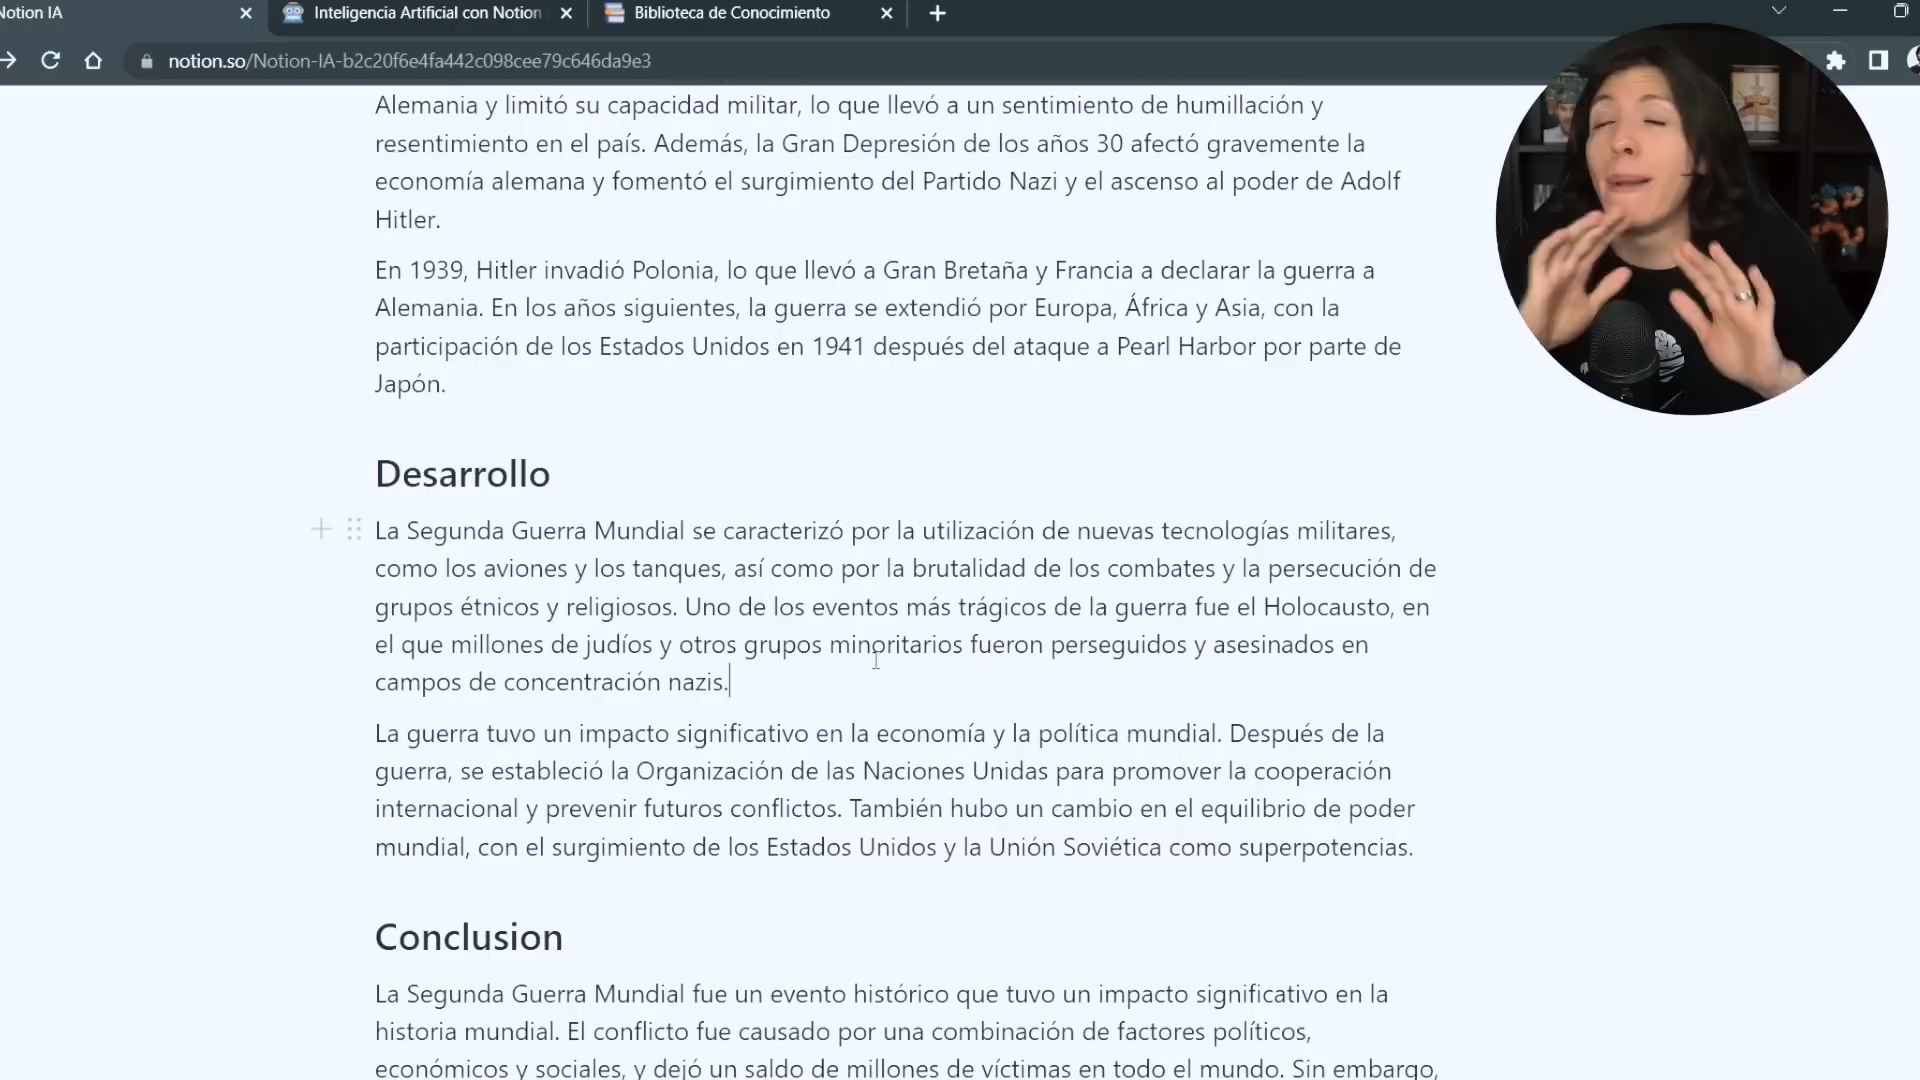 Notion IA
Inteligencia Artificial con Notion
Biblioteca de Conocimiento
notion.so/Notion-IA-b2c20f6e4fa442c098cee79c646da9e3
Alemania y limitó su capacidad militar, lo que llevó a un sentimiento de humillación y
resentimiento en el país. Además, la Gran Depresión de los años 30 afectó gravemente la
economía alemana y fomentó el surgimiento del Partido Nazi y el ascenso al poder de Adolf
Hitler.
En 1939, Hitler invadió Polonia, lo que llevó a Gran Bretaña y Francia a declarar la guerra a
Alemania. En los años siguientes, la guerra se extendió por Europa, África y Asia, con la
participación de los Estados Unidos en 1941 después del ataque a Pearl Harbor por parte de
Japón.
Desarrollo
La Segunda Guerra Mundial se caracterizó por la utilización de nuevas tecnologías militares,
como los aviones y los tanques, así como por la brutalidad de los combates y la persecución de
grupos étnicos y religiosos. Uno de los eventos más trágicos de la guerra fue el Holocausto, en
el que millones de judíos y otros grupos minoritarios fueron perseguidos y asesinados en
campos de concentración nazis.
La guerra tuvo un impacto significativo en la economía y la política mundial. Después de la
guerra, se estableció la Organización de las Naciones Unidas para promover la cooperación
internacional y prevenir futuros conflictos. También hubo un cambio en el equilibrio de poder
mundial, con el surgimiento de los Estados Unidos y la Unión Soviética como superpotencias.
Conclusion
La Segunda Guerra Mundial fue un evento histórico que tuvo un impacto significativo en la
historia mundial. El conflicto fue causado por una combinación de factores políticos,
económicos y sociales, y dejó un saldo de millones de víctimas en todo el mundo. Sin embargo,